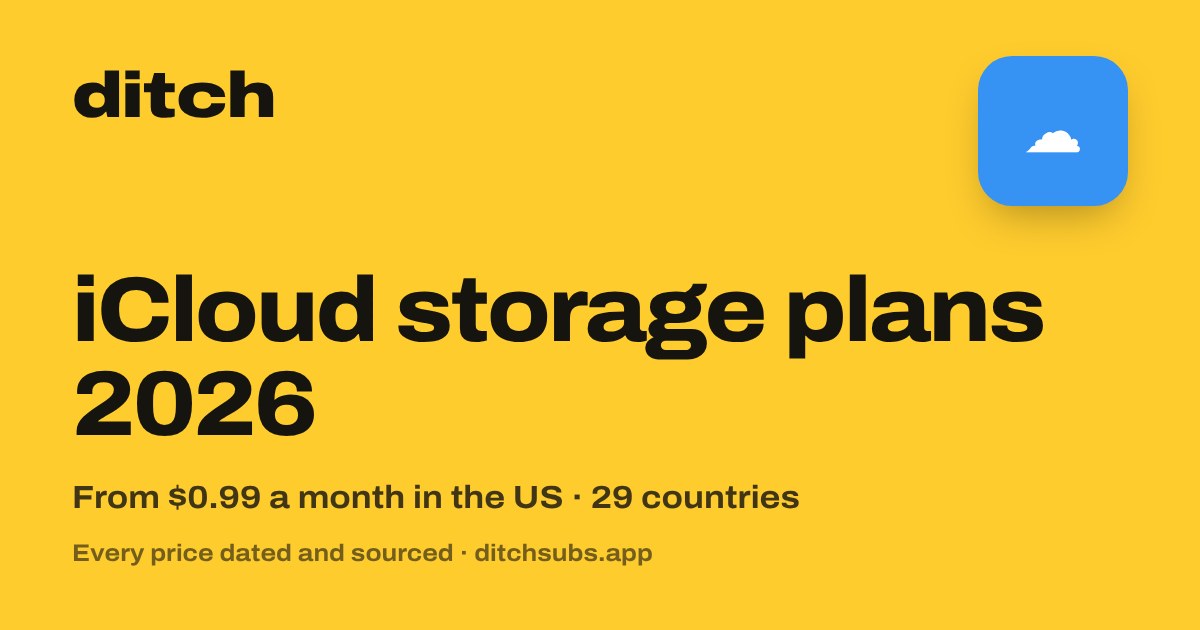 ditch
iCloud storage plans
2026
From $0.99 a month in the US · 29 countries
Every price dated and sourced · ditchsubs.app